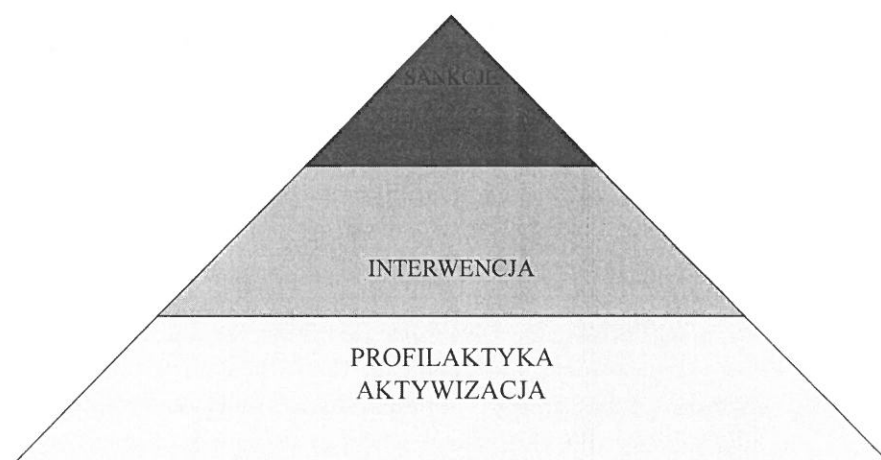 SANKCJE
INTERWENCJA
PROFILAKTYKA
AKTYWIZACJA